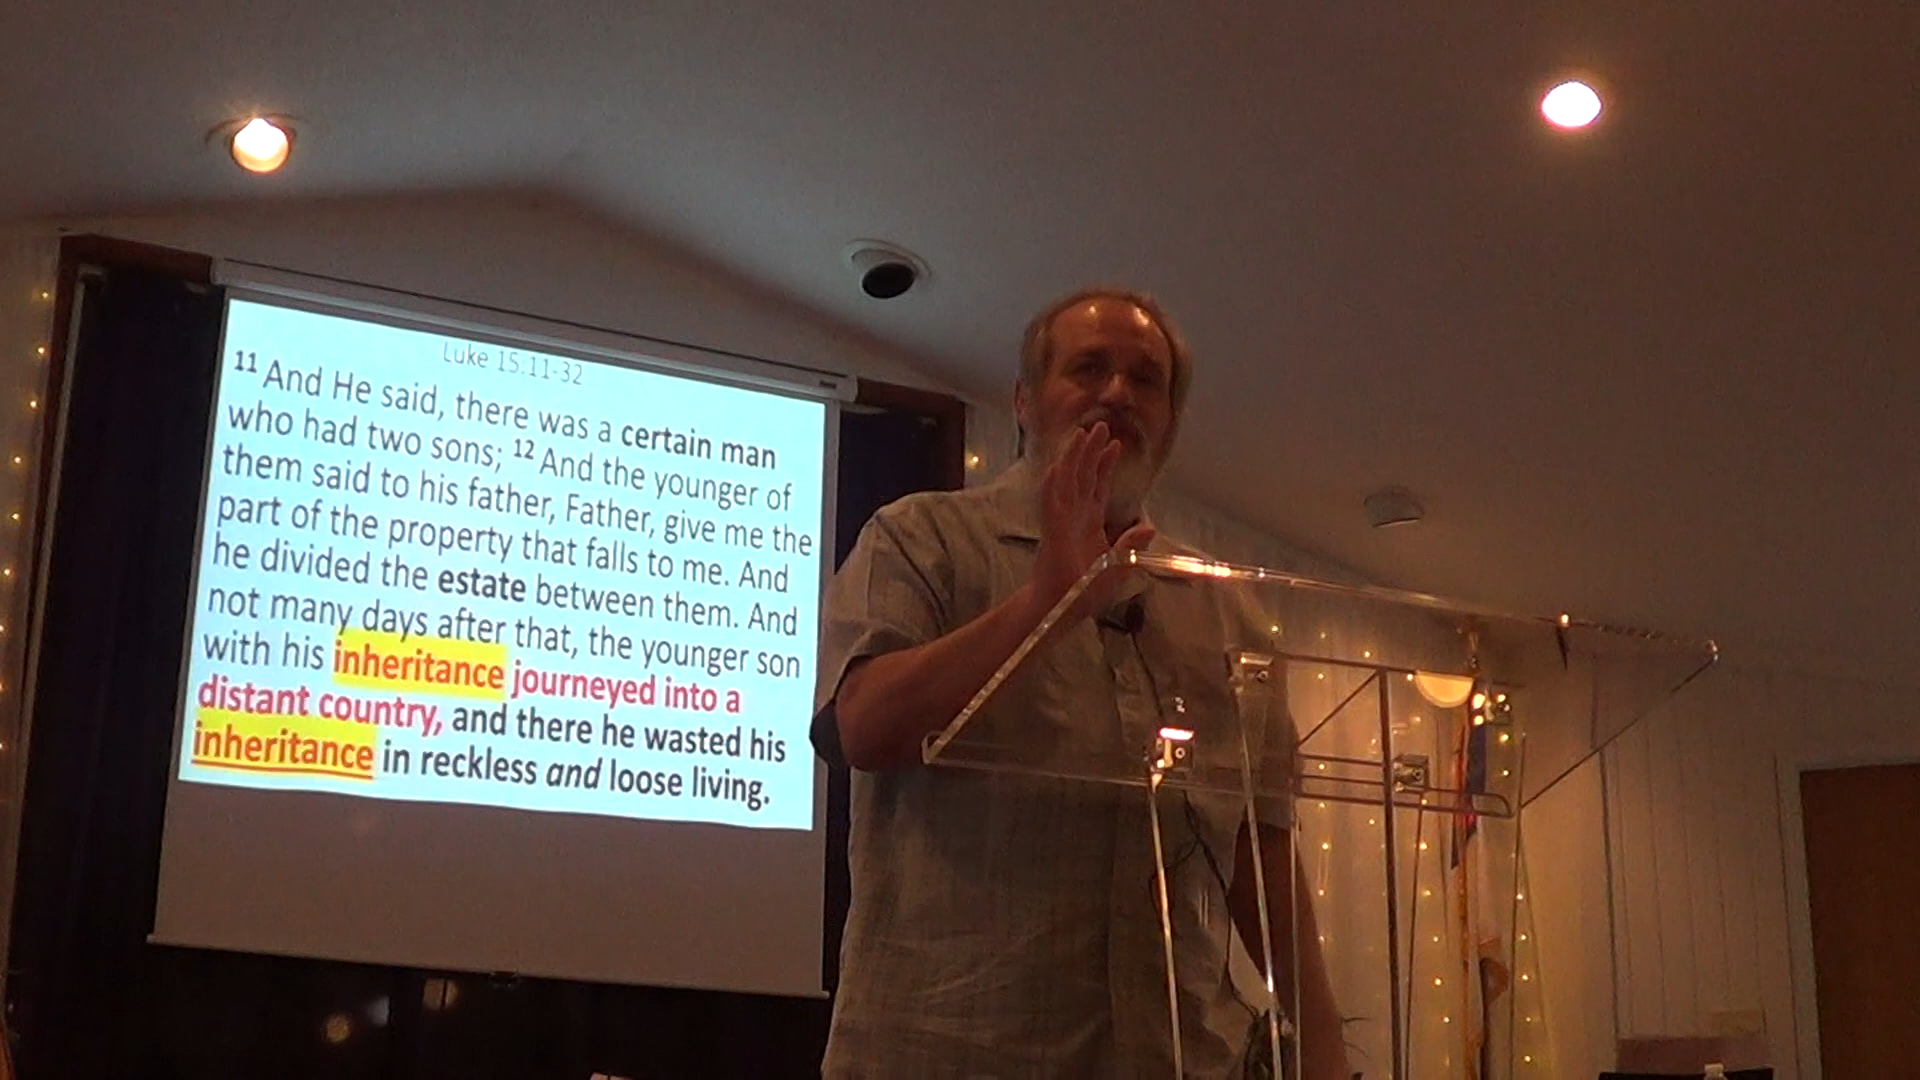 Luke 15:11-32
11 And He said, there was a certain man
who had two sons; 12 And the younger of
them said to his father, Father, give me the
part of the property that falls to me. And
he divided the estate between them. And
not many days after that, the younger son
with his inheritance journeyed into a
distant country, and there he wasted his
inheritance in reckless and loose living.